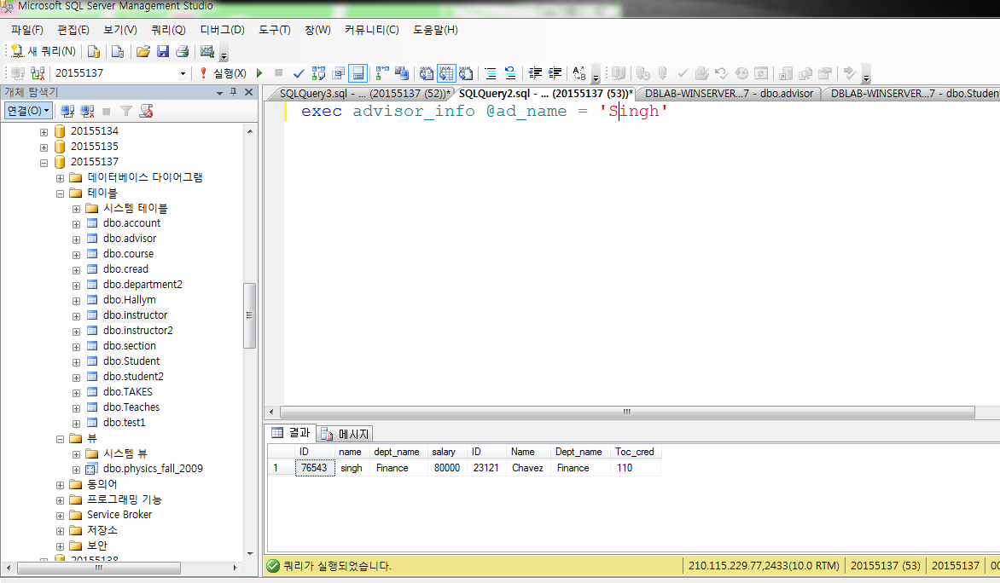 Microsoft SQL Server Management Studio
파일(F) 편집(E) 보기(V) 쿼리(Q) 디버그(D) 도구(T) 창(W) 커뮤니티(C) 도움말(H)
새 쿼리(N)
20155137 실행(X)
개체 탐색기
SQLQuery3.sql - ... (20155137 (52))* SQLQuery2.sql - ... (20155137 (53))* DBLAB-WINSERVER...7 - dbo.advisor DBLAB-WINSERVER...7 - dbo.Student
연결(O)
exec advisor_info @ad_name = 'Singh'
20155134
20155135
20155137
데이터베이스 다이어그램
테이블
시스템 테이블
dbo.account
dbo.advisor
dbo.course
dbo.cread
dbo.department2
dbo.Hallym
dbo.instructor
dbo.instructor2
dbo.section
dbo.Student
dbo.student2
dbo.TAKES
dbo.Teaches
dbo.test1
뷰
시스템 뷰
dbo.physics_fall_2009
동의어
프로그래밍 기능
Service Broker
저장소
보안
20155138
결과 메시지
ID name dept_name salary ID Name Dept_name Toc_cred
1 76543 singh Finance 80000 23121 Chavez Finance 110
쿼리가 실행되었습니다. 210.115.229.77,2433(10.0 RTM) 20155137 (53) 20155137